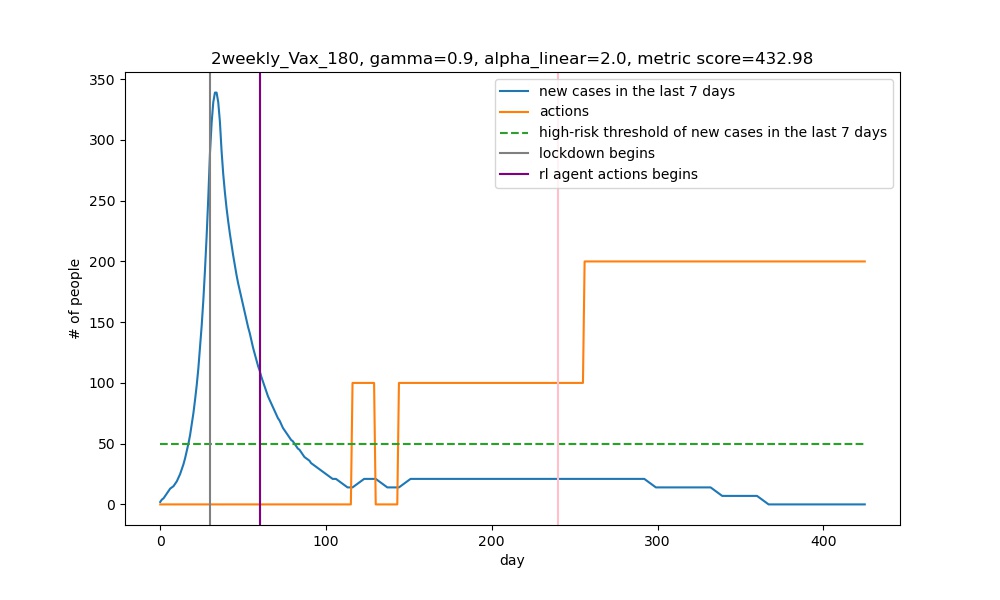 2weekly_Vax_180, gamma=0.9, alpha_linear=2.0, metric score=432.98
350
300
250
200
150
100
50
0
# of people
new cases in the last 7 days
actions
high-risk threshold of new cases in the last 7 days
lockdown begins
rl agent actions begins
0 100 200 300 400
day